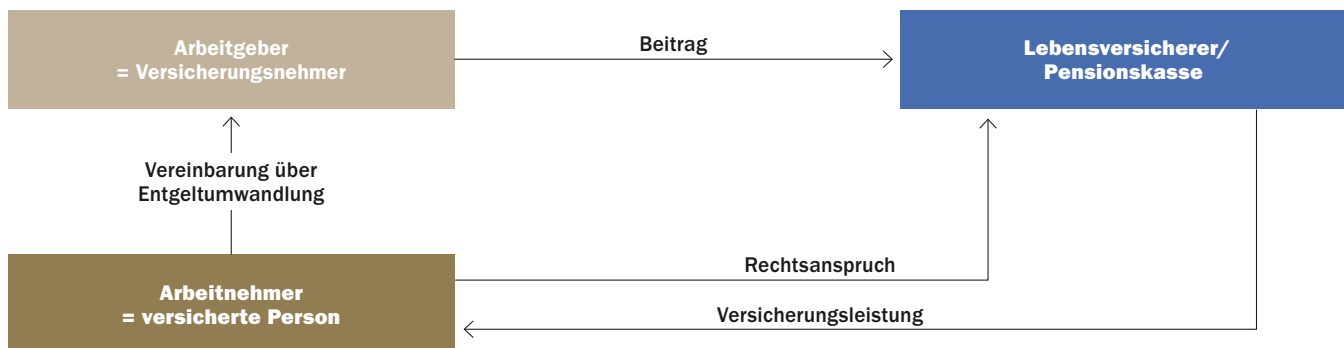 Arbeitgeber
= Versicherungsnehmer
Beitrag
Lebensversicherer/
Pensionskasse
Vereinbarung über
Entgeltumwandlung
Arbeitnehmer
= versicherte Person
Rechtsanspruch
Versicherungsleistung